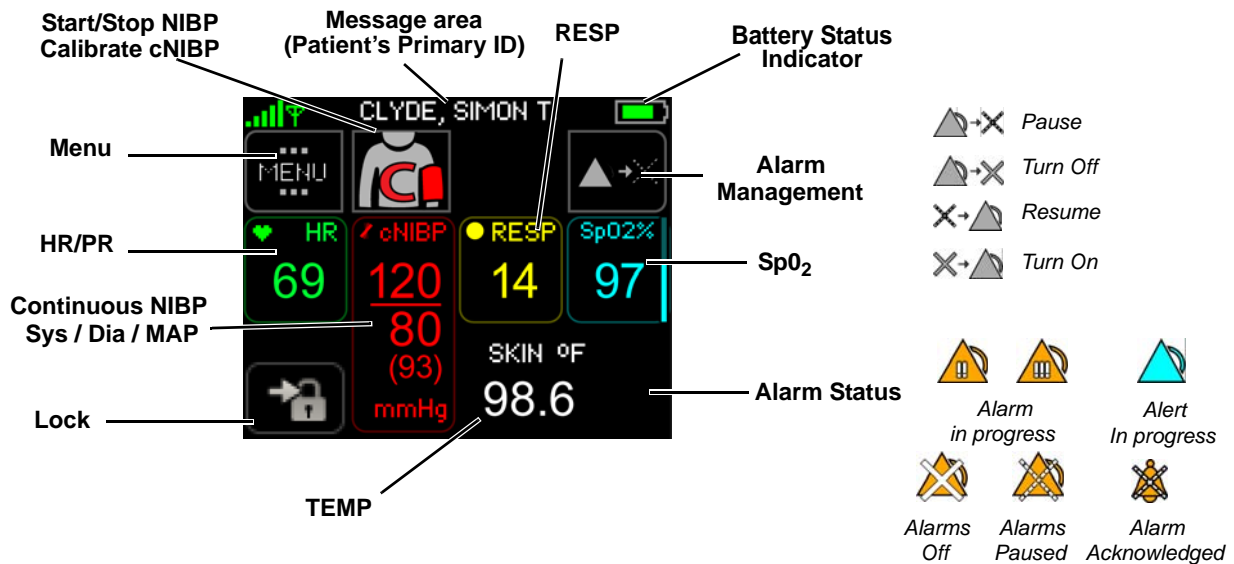 Start/Stop NIBP
Calibrate cNIBP
Message area
(Patient's Primary ID)
RESP
Battery Status
Indicator
CLYDE, SIMON T
Menu
MENU
C
Alarm
Management
Pause
Turn Off
Resume
Turn On
HR/PR
HR
69
cNIBP
120
80
(93)
mmHg
RESP
14
SpO2%
97
Sp0₂
Continuous NIBP
Sys / Dia / MAP
SKIN ºF
98.6
Alarm Status
Lock
TEMP
Alarm
in progress
Alert
In progress
Alarms
Off
Alarms
Paused
Alarm
Acknowledged